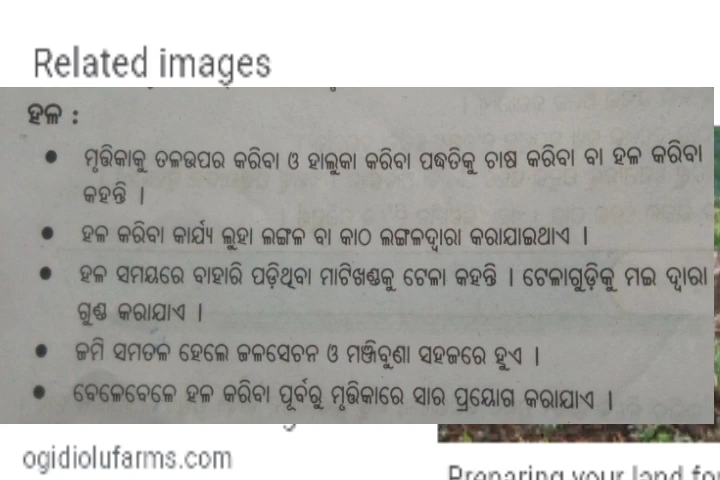 Related images
ହଳ :
• ମୃତ୍ତିକାକୁ ତଳଉପର କରିବା ଓ ହାଲୁକା କରିବା ପଦ୍ଧତିକୁ ଚାଷ କରିବା ବା ହଳ କରିବା
କହନ୍ତି ।
• ହଳ କରିବା କାର୍ଯ୍ୟ ଲୁହା ଲଙ୍ଗଳ ବା କାଠ ଲଙ୍ଗଳଦ୍ୱାରା କରାଯାଇଥାଏ ।
• ହଳ ସମୟରେ ବାହାରି ପଡ଼ିଥିବା ମାଟିଖଣ୍ଡକୁ ଟେଳା କହନ୍ତି । ଟେଳାଗୁଡ଼ିକୁ ମଇ ଦ୍ୱାରା
ଗୁଣ୍ଡ କରାଯାଏ ।
• ଜମି ସମତଳ ହେଲେ ଜଳସେଚନ ଓ ମଞ୍ଜିବୁଣା ସହଜରେ ହୁଏ ।
• ବେଳେବେଳେ ହଳ କରିବା ପୂର୍ବରୁ ମୃତ୍ତିକାରେ ସାର ପ୍ରୟୋଗ କରାଯାଏ ।
ogidiolufarms.com
Preparing your land for